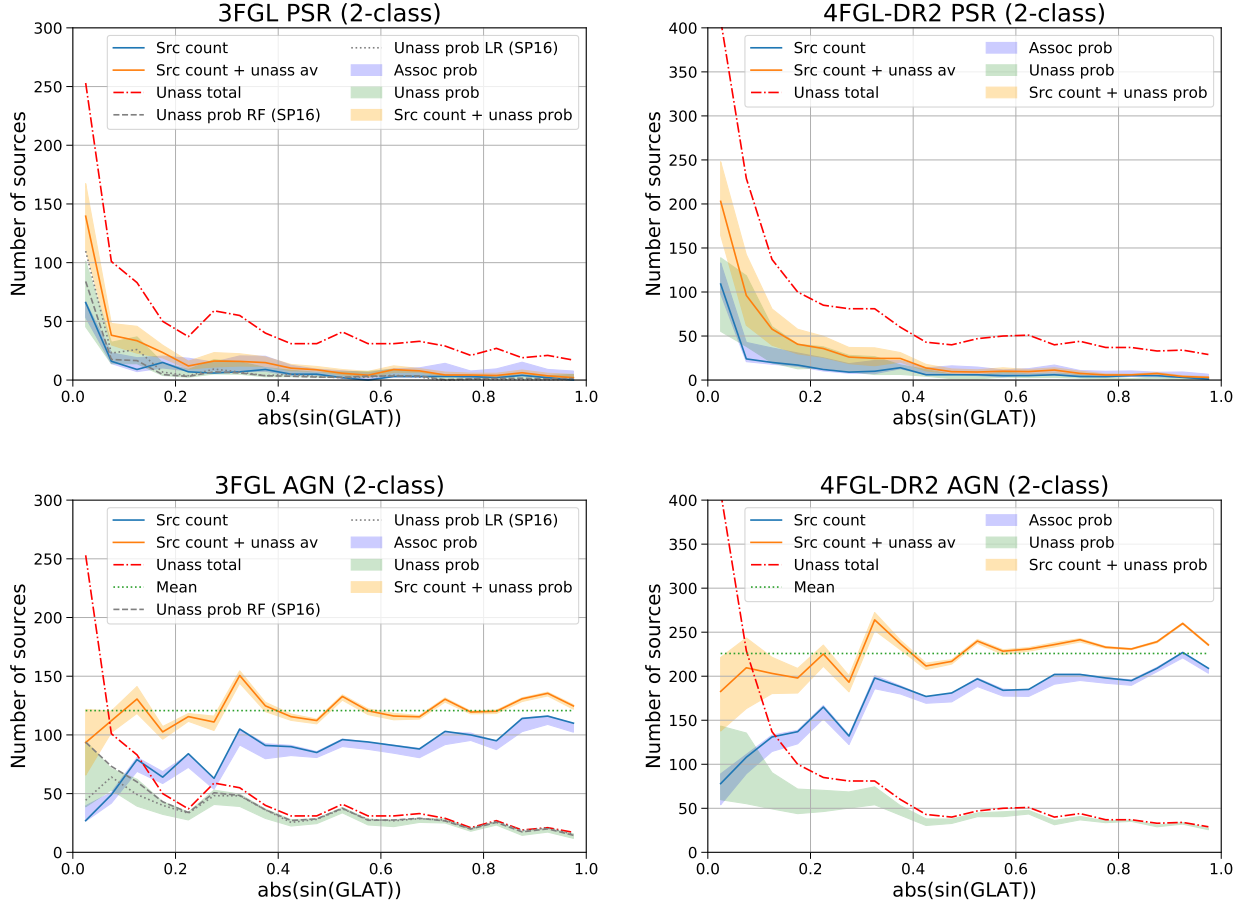 3FGL PSR (2-class)
300
250
200
150
100
50
0
Number of sources
Src count
Src count + unass av
Unass total
Unass prob RF (SP16)
Unass prob LR (SP16)
Assoc prob
Unass prob
Src count + unass prob
0.0 0.2 0.4 0.6 0.8 1.0
abs(sin(GLAT))
4FGL-DR2 PSR (2-class)
400
350
300
250
200
150
100
50
0
Number of sources
Src count
Src count + unass av
Unass total
Assoc prob
Unass prob
Src count + unass prob
0.0 0.2 0.4 0.6 0.8 1.0
abs(sin(GLAT))
3FGL AGN (2-class)
300
250
200
150
100
50
0
Number of sources
Src count
Src count + unass av
Unass total
Mean
Unass prob RF (SP16)
Unass prob LR (SP16)
Assoc prob
Unass prob
Src count + unass prob
0.0 0.2 0.4 0.6 0.8 1.0
abs(sin(GLAT))
4FGL-DR2 AGN (2-class)
400
350
300
250
200
150
100
50
0
Number of sources
Src count
Src count + unass av
Unass total
Mean
Assoc prob
Unass prob
Src count + unass prob
0.0 0.2 0.4 0.6 0.8 1.0
abs(sin(GLAT))